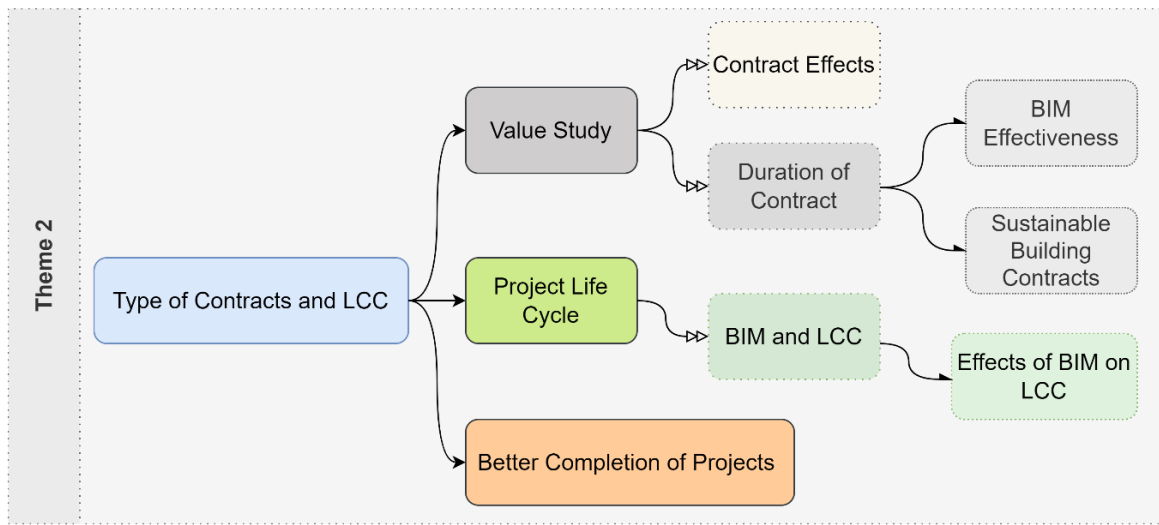 Theme 2
Type of Contracts and LCC
Value Study
Contract Effects
Duration of
Contract
BIM
Effectiveness
Sustainable
Building
Contracts
Project Life
Cycle
BIM and LCC
Effects of BIM on
LCC
Better Completion of Projects